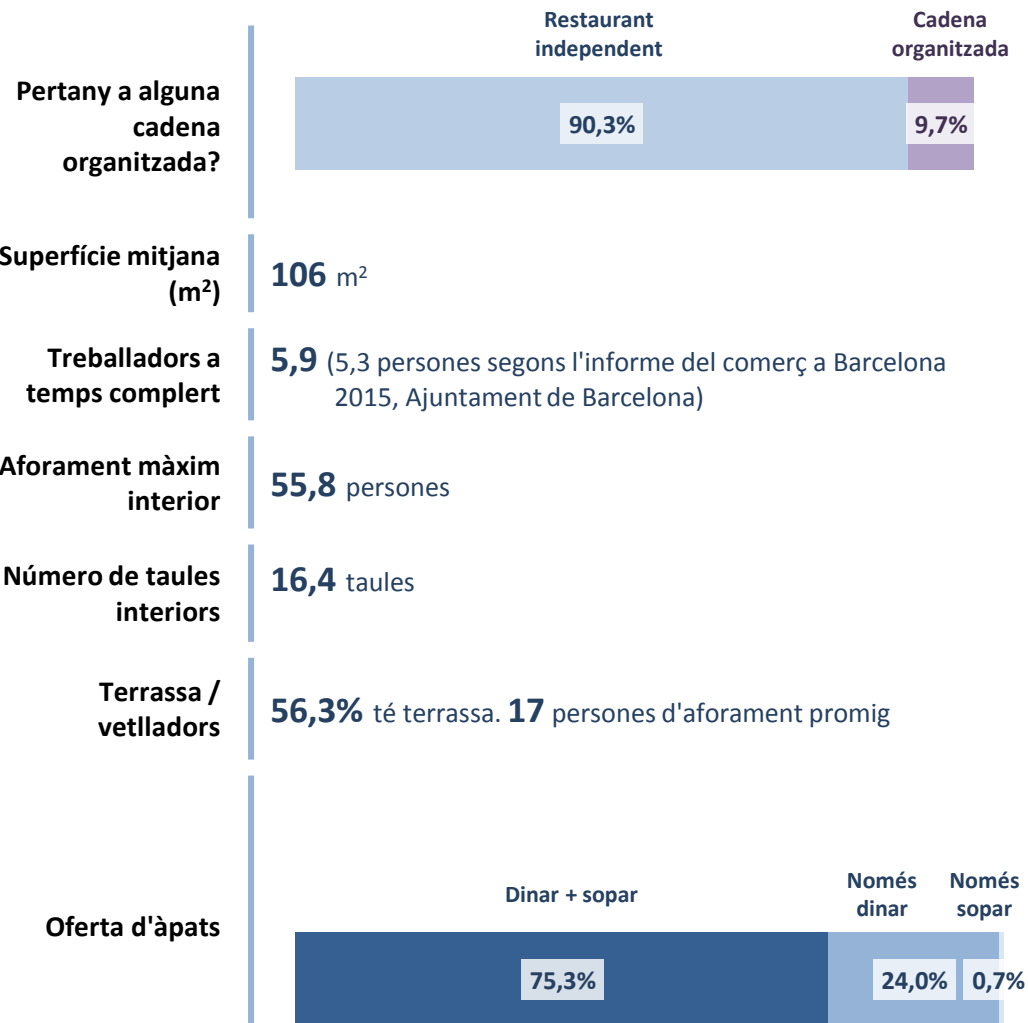 Restaurant
independent
Cadena
organitzada
Pertany a alguna
cadena
organitzada?
90,3%
9,7%
Superfície mitjana
(m²)
106 m²
Treballadors a
temps complert
5,9 (5,3 persones segons l'informe del comerç a Barcelona
2015, Ajuntament de Barcelona)
Aforament màxim
interior
55,8 persones
Número de taules
interiors
16,4 taules
Terrassa /
vetlladors
56,3% té terrassa. 17 persones d'aforament promig
Oferta d'àpats
Dinar + sopar
Només
dinar
Només
sopar
75,3%
24,0%
0,7%